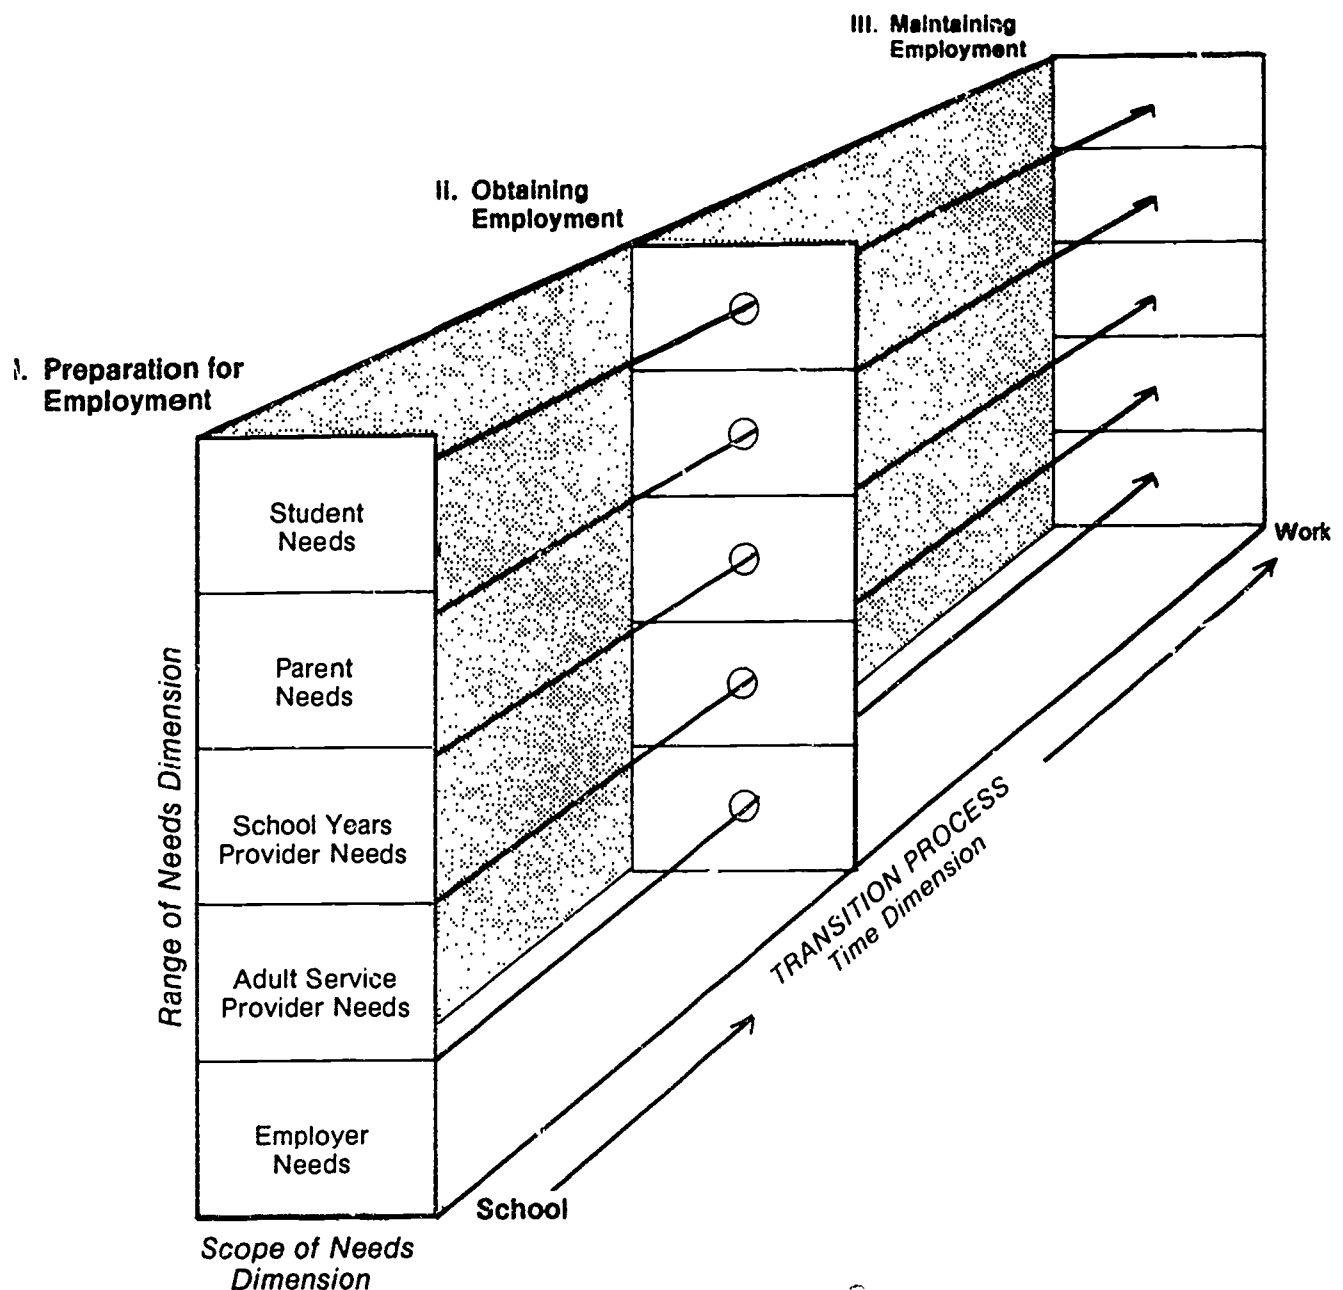 III. Maintaining
Employment
II. Obtaining
Employment
I. Preparation for
Employment
Student
Needs
Parent
Needs
School Years
Provider Needs
Adult Service
Provider Needs
Employer
Needs
Range of Needs Dimension
Scope of Needs
Dimension
School
TRANSITION PROCESS
Time Dimension
Work